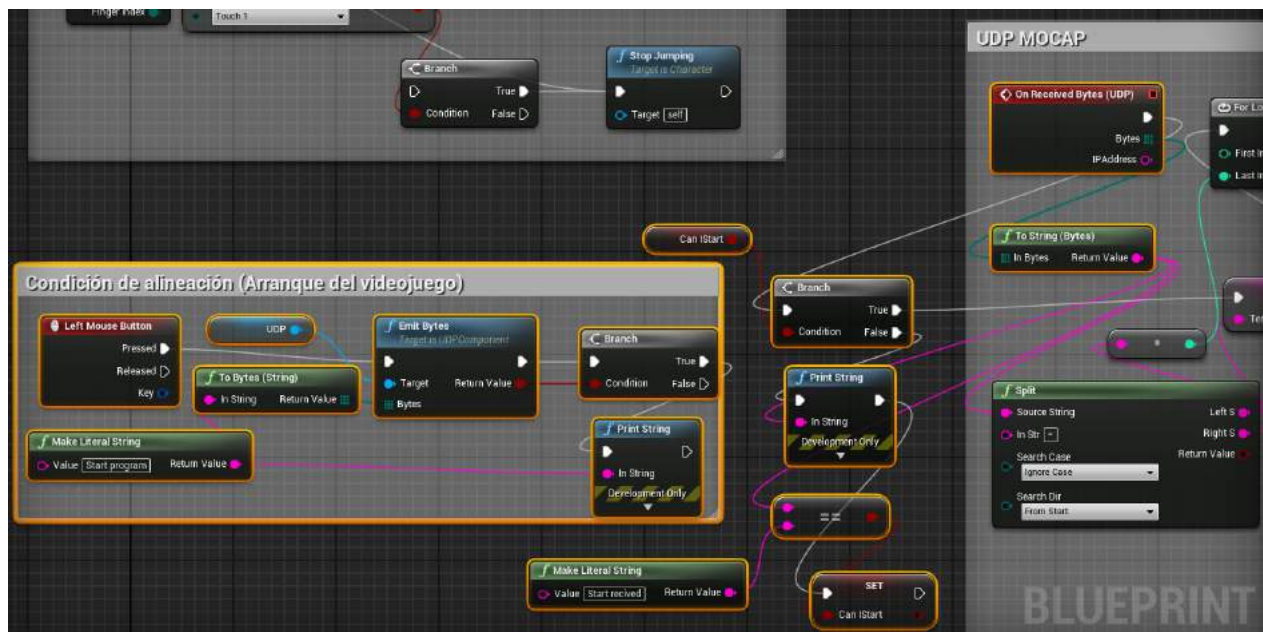 Finger Index
Touch 1
Branch
True
Condition
False
Stop Jumping
Target is Character
Target
self
UDP MOCAP
On Received Bytes (UDP)
Bytes
IPAddress
For Lo
First In
Last In
To String (Bytes)
In Bytes
Return Value
Can IStart
Branch
True
Condition
False
Condición de alineación (Arranque del videojuego)
Left Mouse Button
Pressed
Released
Key
UDP
To Bytes (String)
In String
Return Value
Emit Bytes
Target is UDPComponent
Target
Return Value
Bytes
Branch
True
Condition
False
Make Literal String
Value
Start program
Return Value
Print String
In String
Development Only
Print String
In String
Development Only
==
Make Literal String
Value
Start recived
Return Value
SET
Can IStart
Split
Source String
Left S
In Str
=
Right S
Search Case
Return Value
Ignore Case
Search Dir
From Start
BLUEPRINT